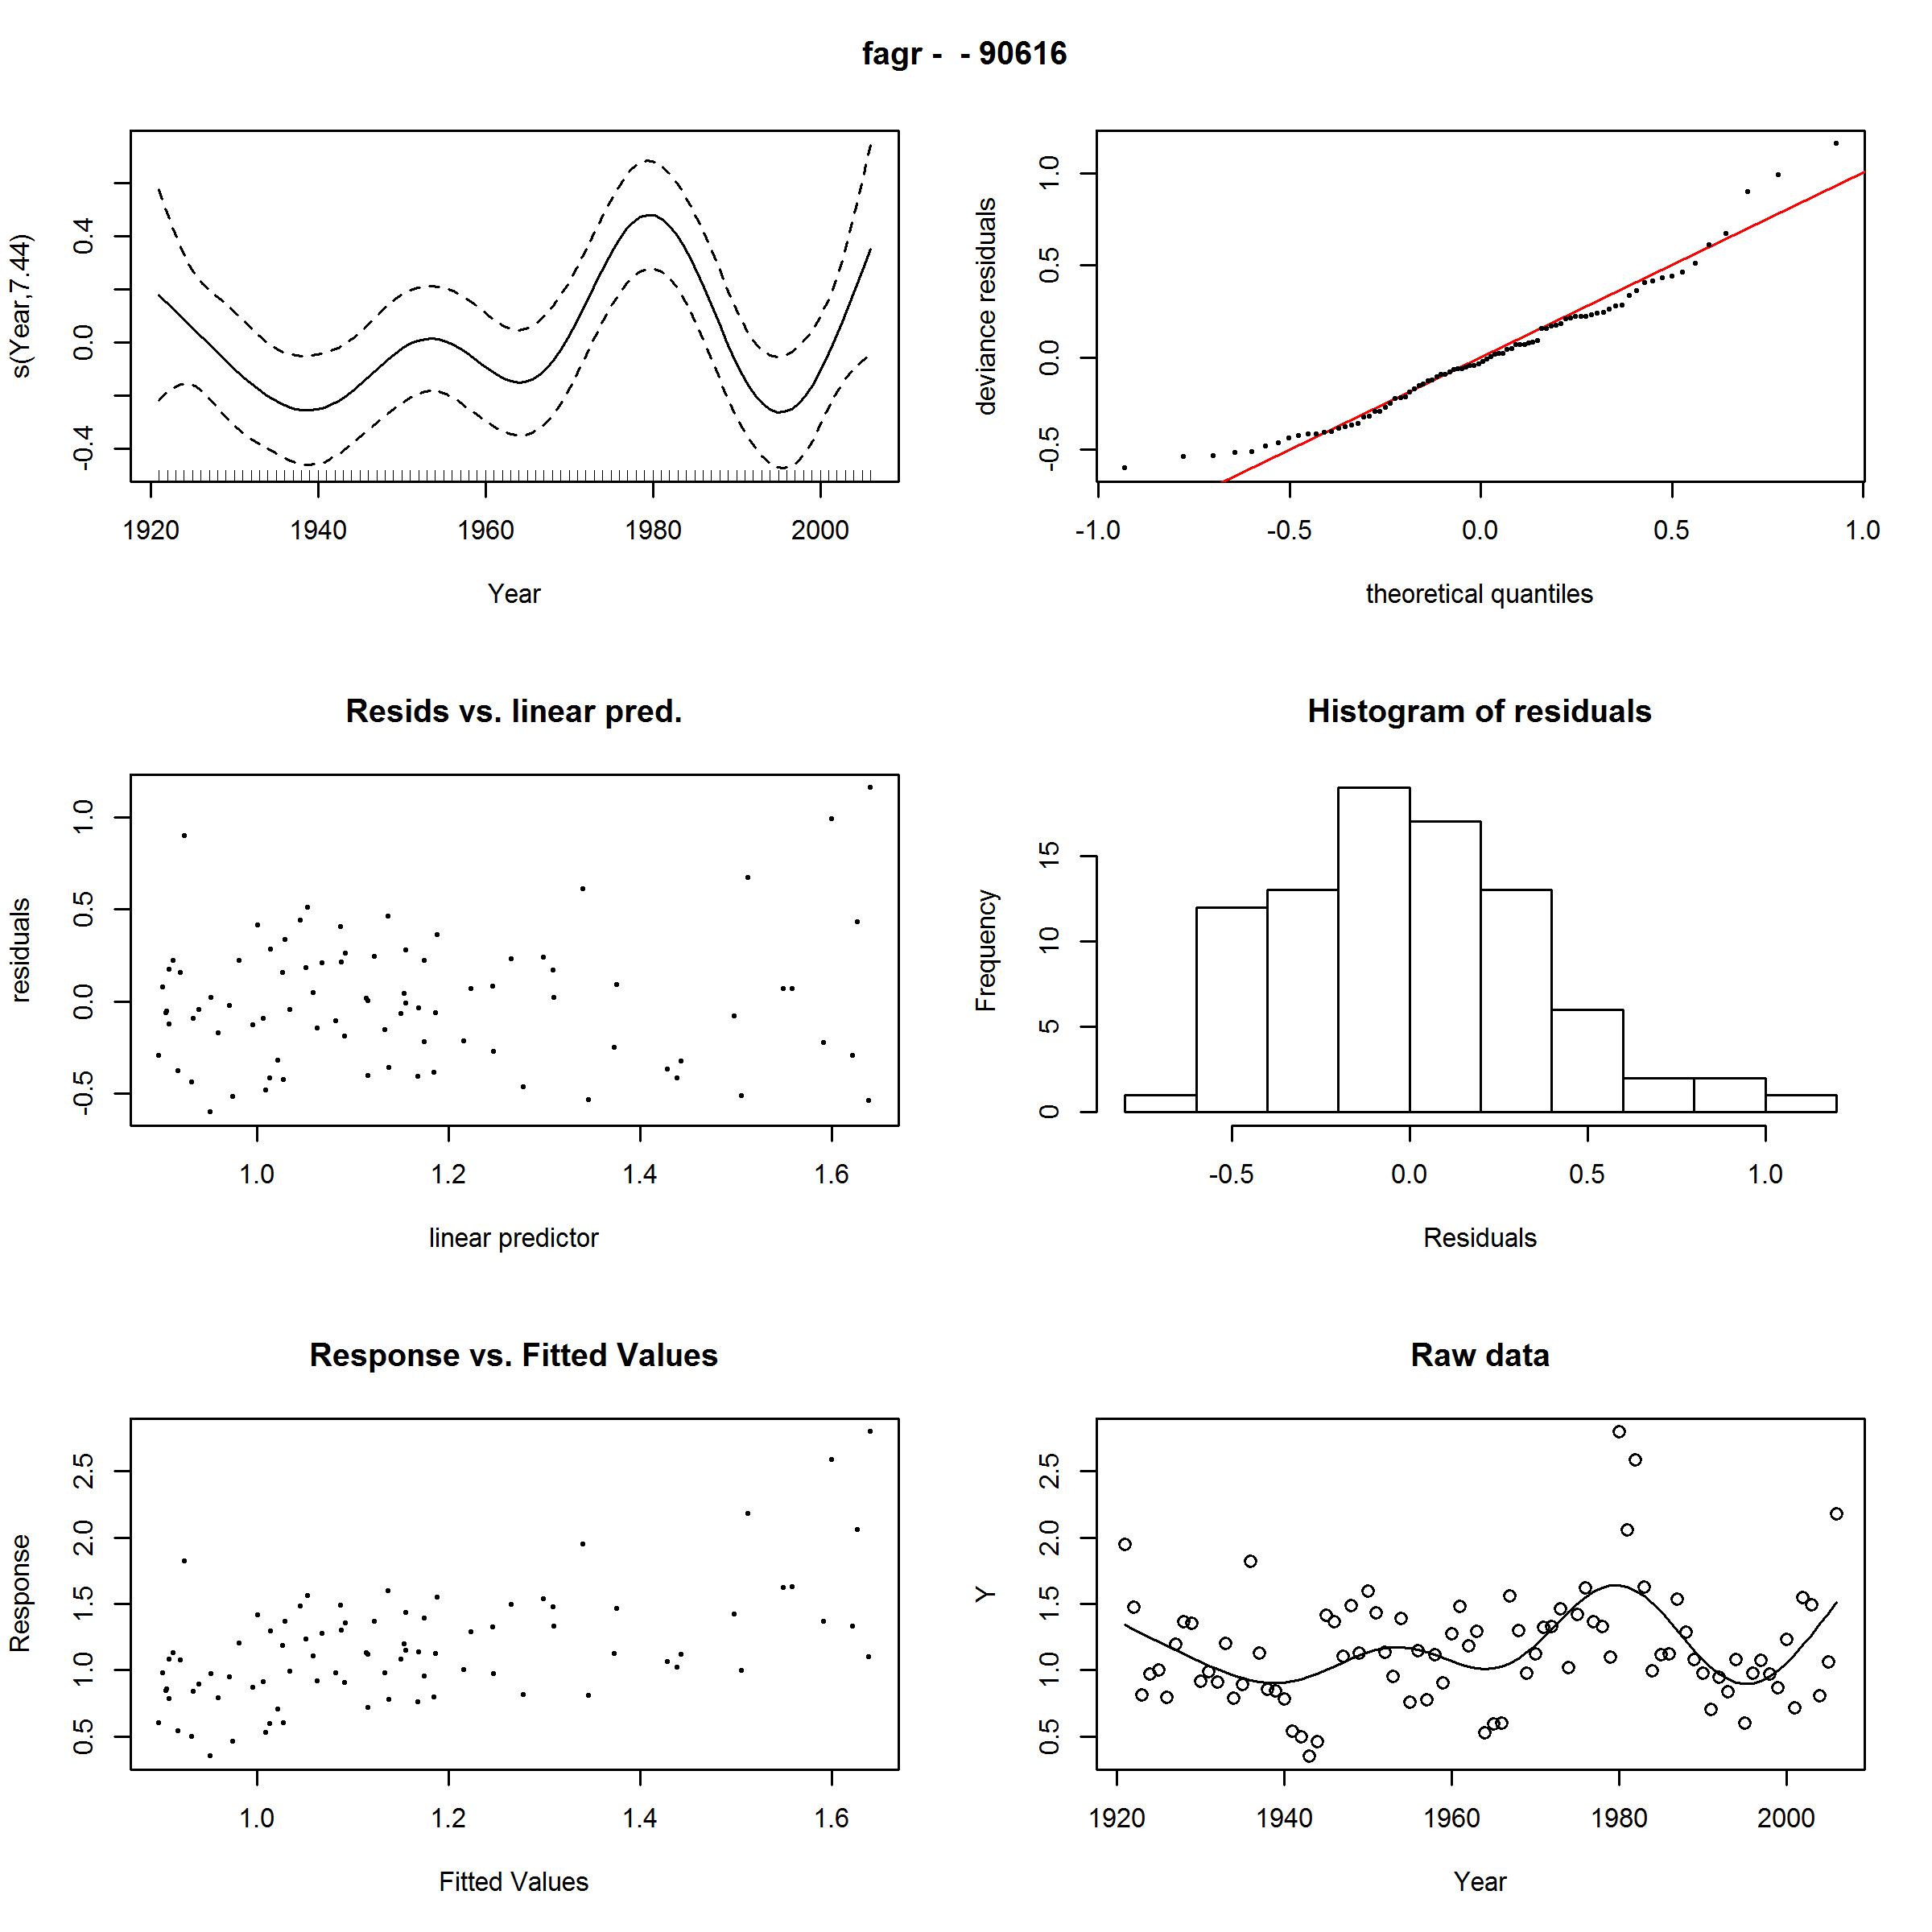 fagr -  - 90616
s(Year,7.44)
-0.4 0.0 0.4
1920 1940 1960 1980 2000
Year
deviance residuals
-0.5 0.0 0.5 1.0
-1.0 -0.5 0.0 0.5 1.0
theoretical quantiles
Resids vs. linear pred.
residuals
-0.5 0.0 0.5 1.0
1.0 1.2 1.4 1.6
linear predictor
Histogram of residuals
Frequency
0 5 10 15
-0.5 0.0 0.5 1.0
Residuals
Response vs. Fitted Values
Response
0.5 1.0 1.5 2.0 2.5
1.0 1.2 1.4 1.6
Fitted Values
Raw data
Y
0.5 1.0 1.5 2.0 2.5
1920 1940 1960 1980 2000
Year